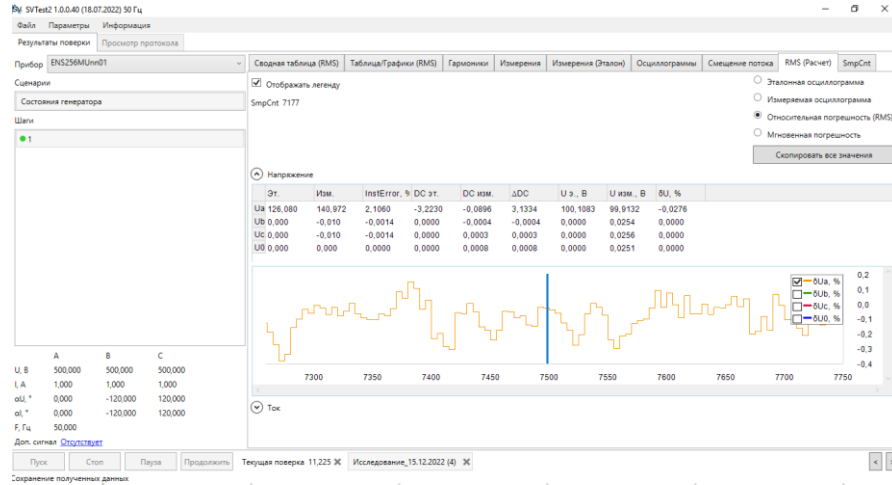 SVTest2 1.0.0.40 (18.07.2022) 50 Гц
Файл Параметры Информация
Результаты поверки Просмотр протокола
Прибор ENS256MUnn01
Сводная таблица (RMS) Таблица/Графики (RMS) Гармоники Измерения Измерения (Эталон) Осциллограммы Смещение потока RMS (Расчет) SmpCnt
Сценарии
Состояния генератора
Шаги
1
Отображать легенду
SmpCnt 7177
Эталонная осциллограмма
Измеряемая осциллограмма
Относительная погрешность (RMS)
Мгновенная погрешность
Скопировать все значения
Напряжение
Эт. Изм. InstError, % DC эт. DC изм. ΔDC U э., В U изм., В δU, %
Ua 126,080 140,972 2,1060 -3,2230 -0,0896 3,1334 100,1083 99,9132 -0,0276
Ub 0,000 -0,010 -0,0014 0,0000 -0,0004 -0,0004 0,0000 0,0254 0,0000
Uc 0,000 -0,010 -0,0014 0,0000 0,0003 0,0003 0,0000 0,0256 0,0000
U0 0,000 0,000 0,0000 0,0000 0,0008 0,0008 0,0000 0,0251 0,0000
δUa, %
δUb, %
δUc, %
δU0, %
0,2
0,1
0,0
-0,1
-0,2
-0,3
-0,4
7300 7350 7400 7450 7500 7550 7600 7650 7700 7750
Ток
A B C
U, В 500,000 500,000 500,000
I, А 1,000 1,000 1,000
αU, ° 0,000 -120,000 120,000
αI, ° 0,000 -120,000 120,000
F, Гц 50,000
Доп. сигнал Отсутствует
Пуск Стоп Пауза Продолжить Текущая поверка 11,225 Исследование_15.12.2022 (4)
Сохранение полученных данных